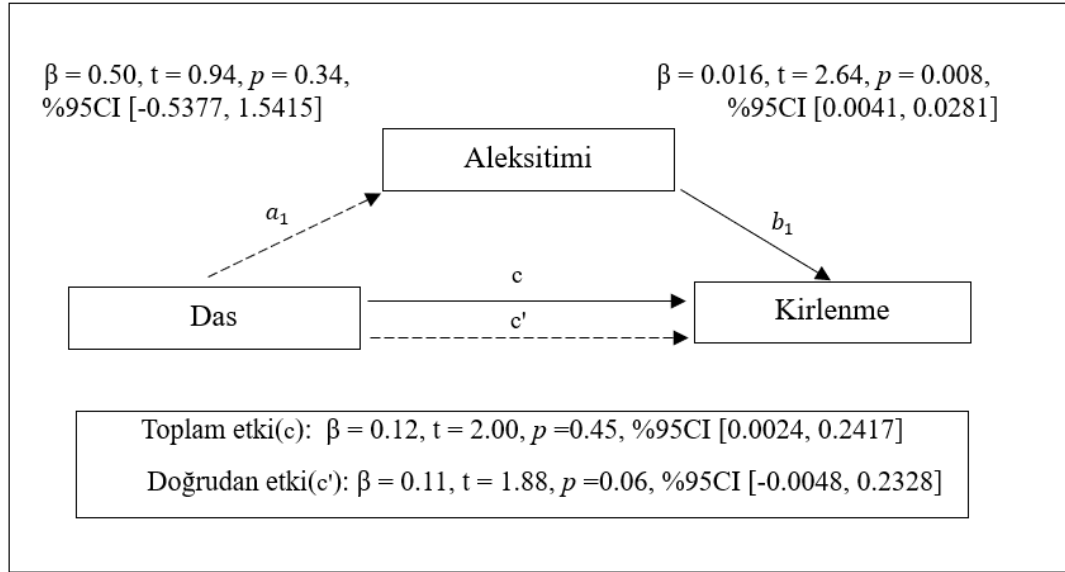 β = 0.50, t = 0.94, p = 0.34,
%95CI [-0.5377, 1.5415]
β = 0.016, t = 2.64, p = 0.008,
%95CI [0.0041, 0.0281]
Aleksitimi
a₁
b₁
c
Das
c'
Kirlenme
Toplam etki(c): β = 0.12, t = 2.00, p =0.45, %95CI [0.0024, 0.2417]
Doğrudan etki(c'): β = 0.11, t = 1.88, p =0.06, %95CI [-0.0048, 0.2328]